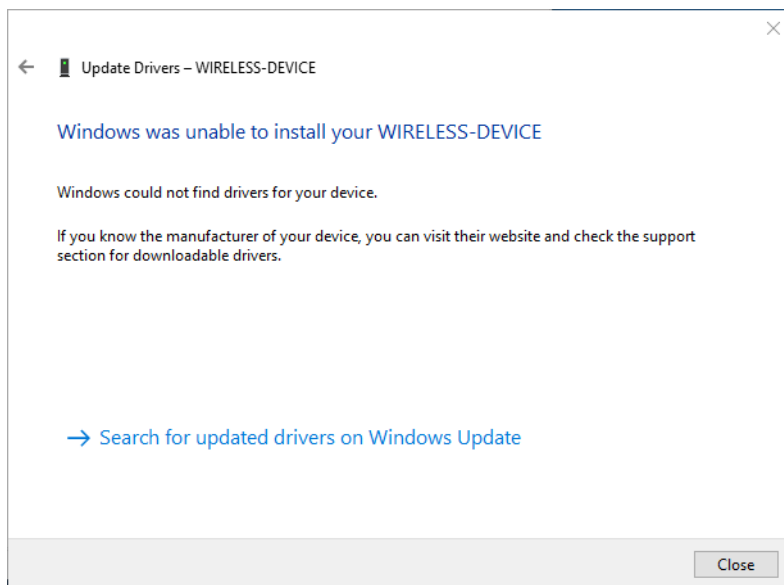 Update Drivers – WIRELESS-DEVICE
Windows was unable to install your WIRELESS-DEVICE
Windows could not find drivers for your device.
If you know the manufacturer of your device, you can visit their website and check the support
section for downloadable drivers.
Search for updated drivers on Windows Update
Close